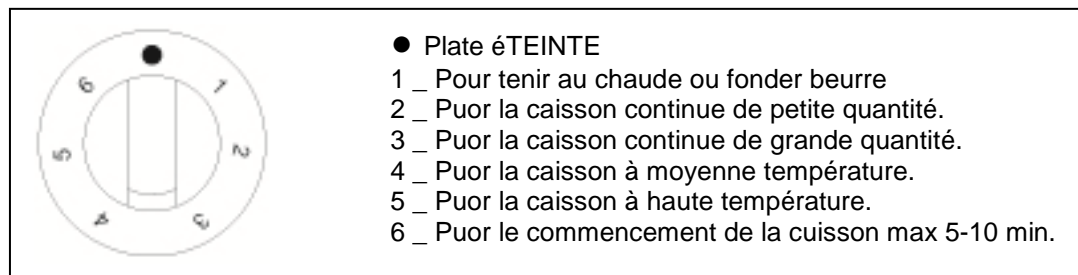 ● Plate éTEINTE
1 _ Pour tenir au chaude ou fonder beurre
2 _ Puor la caisson continue de petite quantité.
3 _ Puor la caisson continue de grande quantité.
4 _ Puor la caisson à moyenne température.
5 _ Puor la caisson à haute température.
6 _ Puor le commencement de la cuisson max 5-10 min.
1
2
3
4
5
6